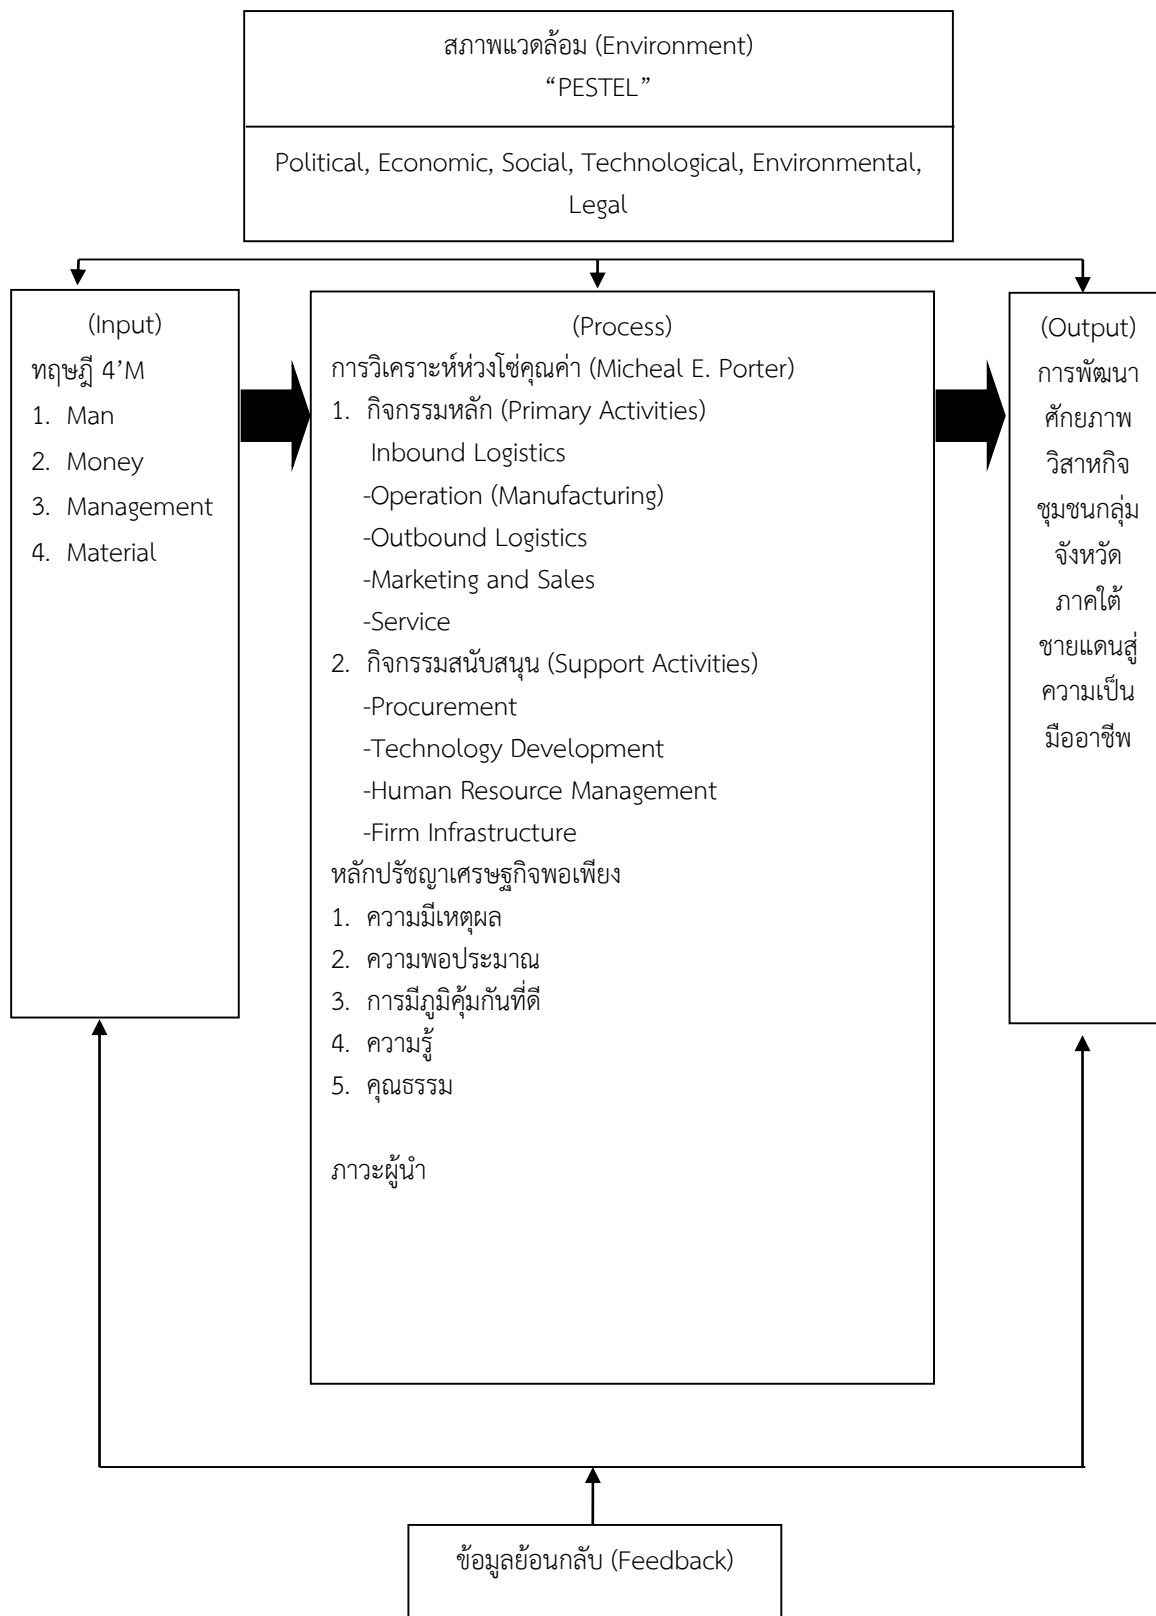 สภาพแวดล้อม (Environment)
“PESTEL”
Political, Economic, Social, Technological, Environmental,
Legal
(Input)
ทฤษฎี 4’M
1. Man
2. Money
3. Management
4. Material
(Process)
การวิเคราะห์ห่วงโซ่คุณค่า (Micheal E. Porter)
1. กิจกรรมหลัก (Primary Activities)
Inbound Logistics
-Operation (Manufacturing)
-Outbound Logistics
-Marketing and Sales
-Service
2. กิจกรรมสนับสนุน (Support Activities)
-Procurement
-Technology Development
-Human Resource Management
-Firm Infrastructure
หลักปรัชญาเศรษฐกิจพอเพียง
1. ความมีเหตุผล
2. ความพอประมาณ
3. การมีภูมิคุ้มกันที่ดี
4. ความรู้
5. คุณธรรม
ภาวะผู้นำ
(Output)
การพัฒนา
ศักยภาพ
วิสาหกิจ
ชุมชนกลุ่ม
จังหวัด
ภาคใต้
ชายแดนสู่
ความเป็น
มืออาชีพ
ข้อมูลย้อนกลับ (Feedback)